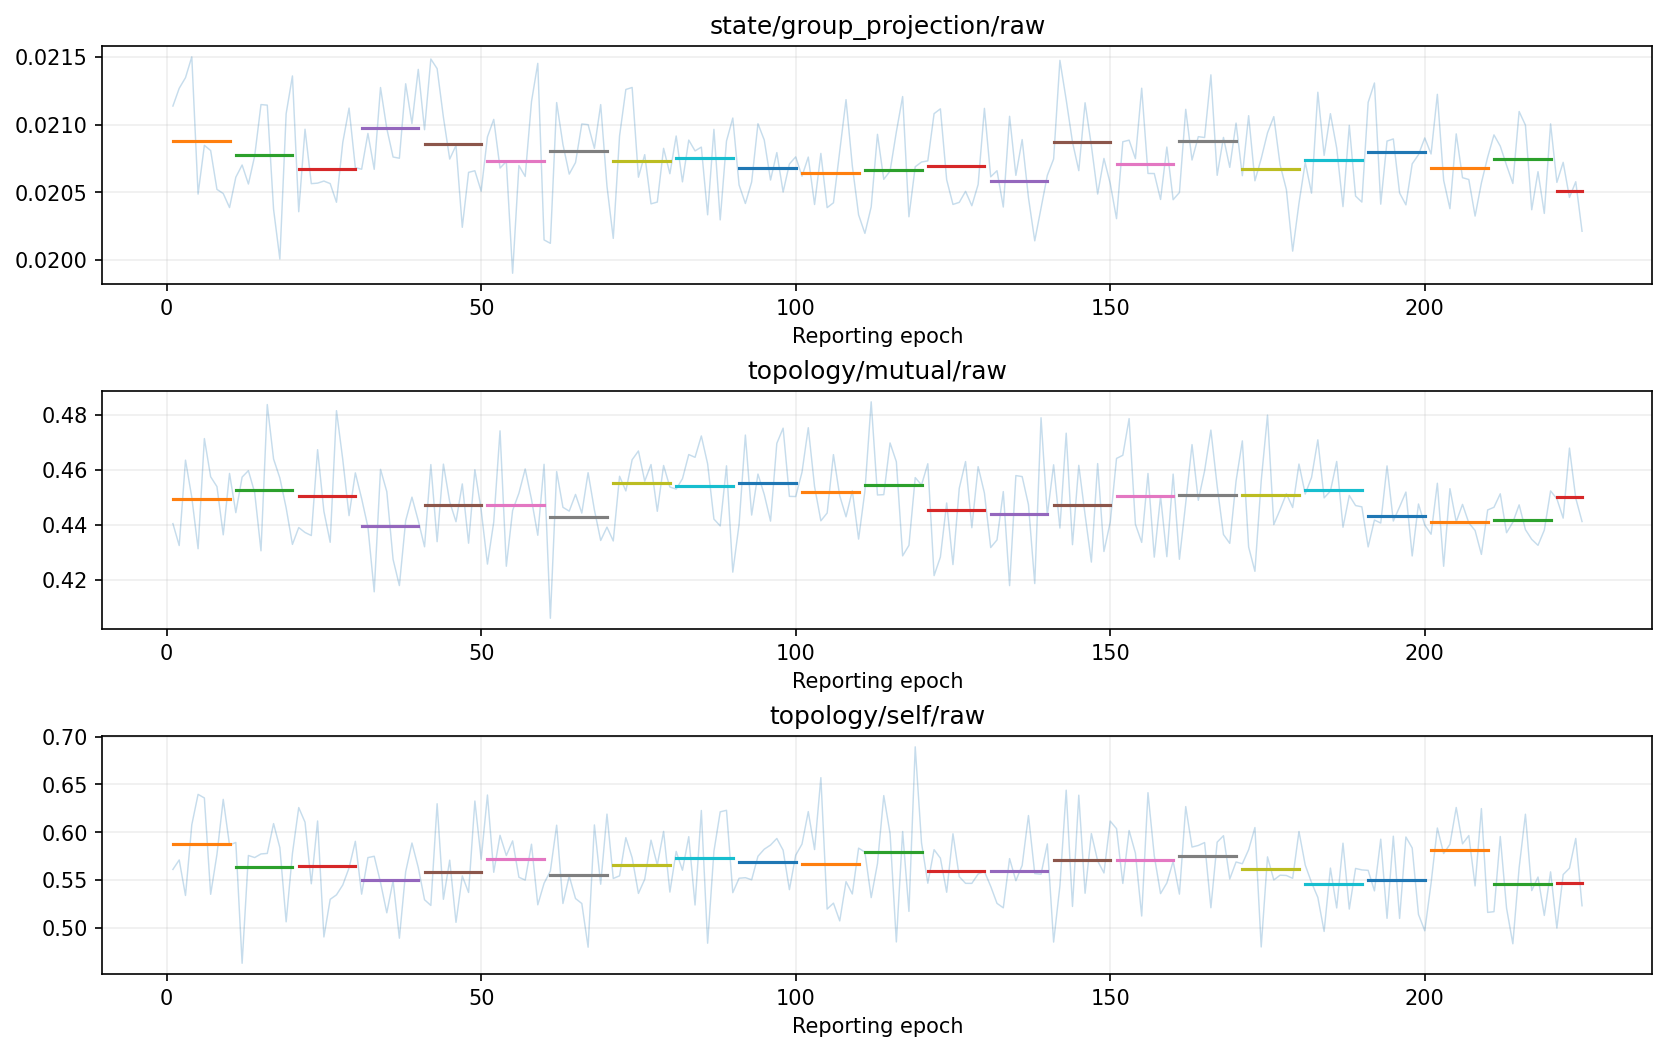 state/group_projection/raw
0.0215
0.0210
0.0205
0.0200
0 50 100 150 200
Reporting epoch
topology/mutual/raw
0.48
0.46
0.44
0.42
0 50 100 150 200
Reporting epoch
topology/self/raw
0.70
0.65
0.60
0.55
0.50
0 50 100 150 200
Reporting epoch